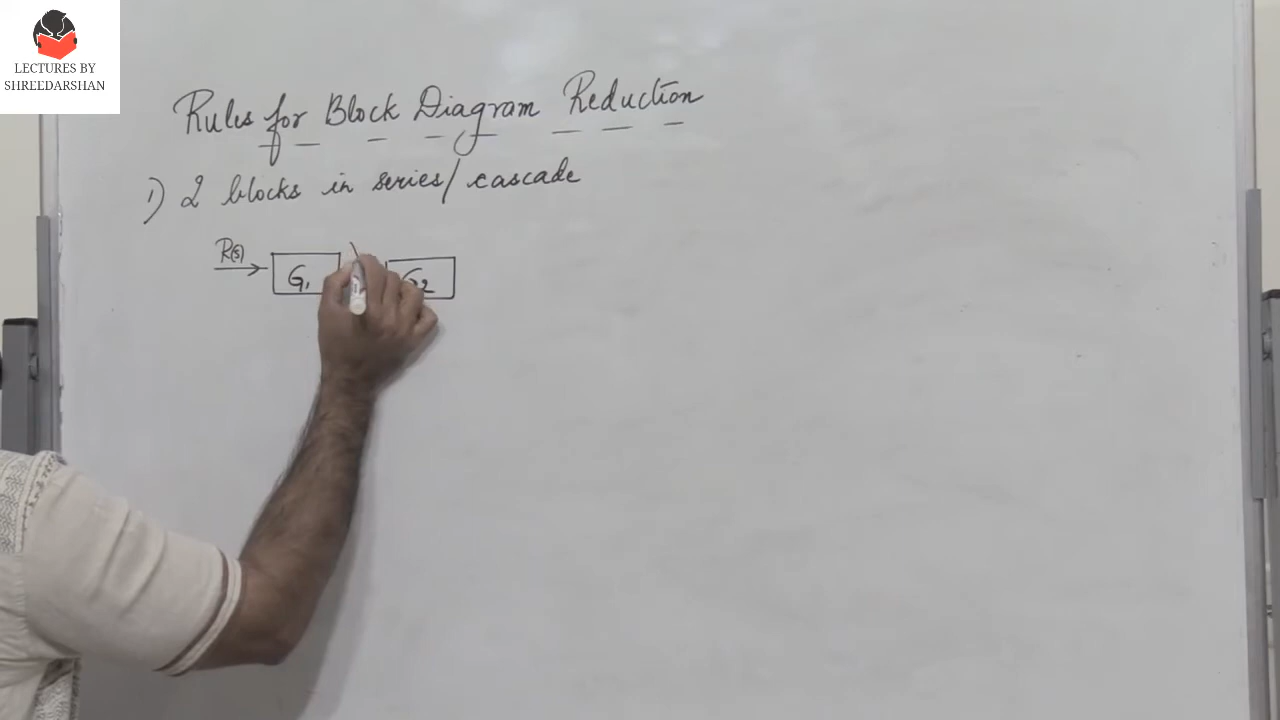 LECTURES BY
SHREEDARSHAN
Rules for Block Diagram Reduction
1) 2 blocks in series/cascade
R(s)
G₁
G₂